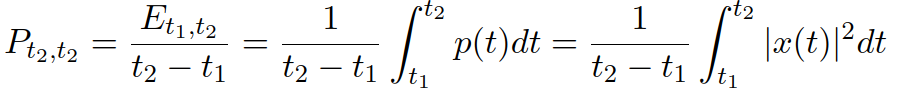 $P_{t_2,t_2} = \frac{E_{t_1,t_2}}{t_2 - t_1} = \frac{1}{t_2 - t_1} \int_{t_1}^{t_2} p(t)dt = \frac{1}{t_2 - t_1} \int_{t_1}^{t_2} |x(t)|^2 dt$